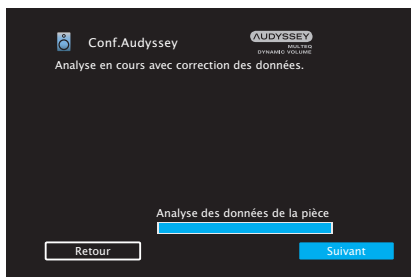 Conf.Audyssey
AUDYSSEY
MULTEQ
DYNAMIC VOLUME
Analyse en cours avec correction des données.
Analyse des données de la pièce
Retour
Suivant